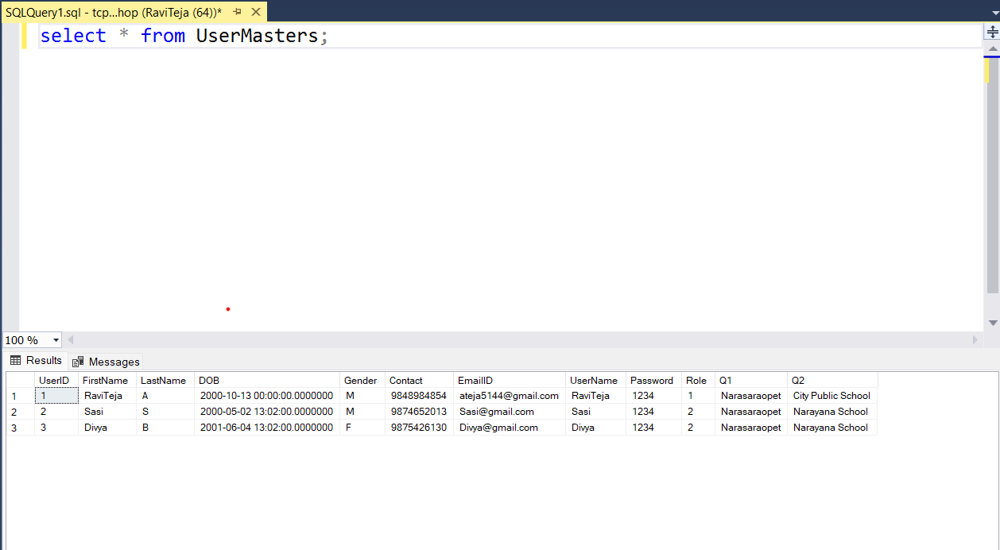 SQLQuery1.sql - tcp...hop (RaviTeja (64))*
select * from UserMasters;
100 %
Results Messages
UserID FirstName LastName DOB Gender Contact EmailID UserName Password Role Q1 Q2
1 1 RaviTeja A 2000-10-13 00:00:00.0000000 M 9848984854 ateja5144@gmail.com RaviTeja 1234 1 Narasaraopet City Public School
2 2 Sasi S 2000-05-02 13:02:00.0000000 M 9874652013 Sasi@gmail.com Sasi 1234 2 Narasaraopet Narayana School
3 3 Divya B 2001-06-04 13:02:00.0000000 F 9875426130 Divya@gmail.com Divya 1234 2 Narasaraopet Narayana School